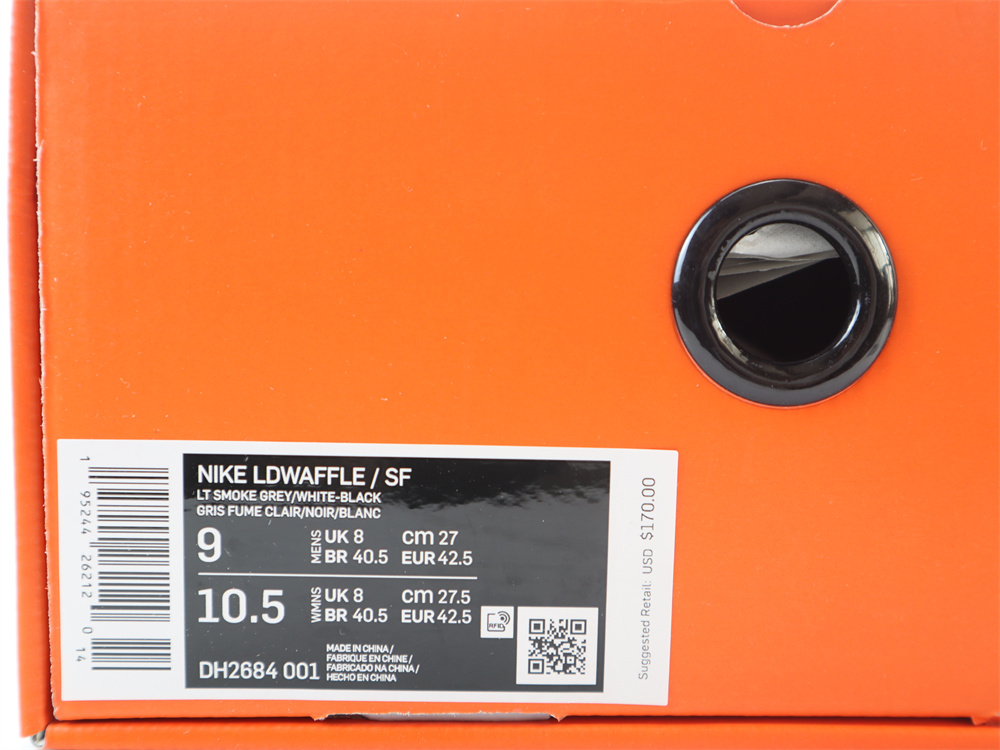 NIKE LDWAFFLE / SF
LT SMOKE GREY/WHITE-BLACK
GRIS FUME CLAIR/NOIR/BLANC
9
MENS
UK 8 cm 27
BR 40.5 EUR 42.5
10.5
WMNS
UK 8 cm 27.5
BR 40.5 EUR 42.5
RFID
DH2684 001
MADE IN CHINA /
FABRIQUE EN CHINE /
FABRICADO NA CHINA /
HECHO EN CHINA
1 95244 26212 0 14
Suggested Retail: USD $170.00